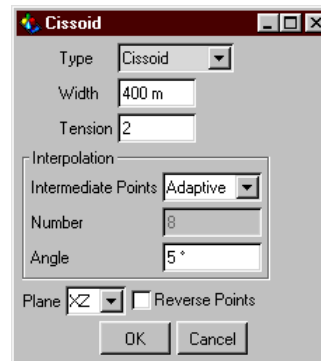 Cissoid
Type Cissoid
Width 400 m
Tension 2
Interpolation
Intermediate Points Adaptive
Number 8
Angle 5 °
Plane XZ Reverse Points
OK Cancel